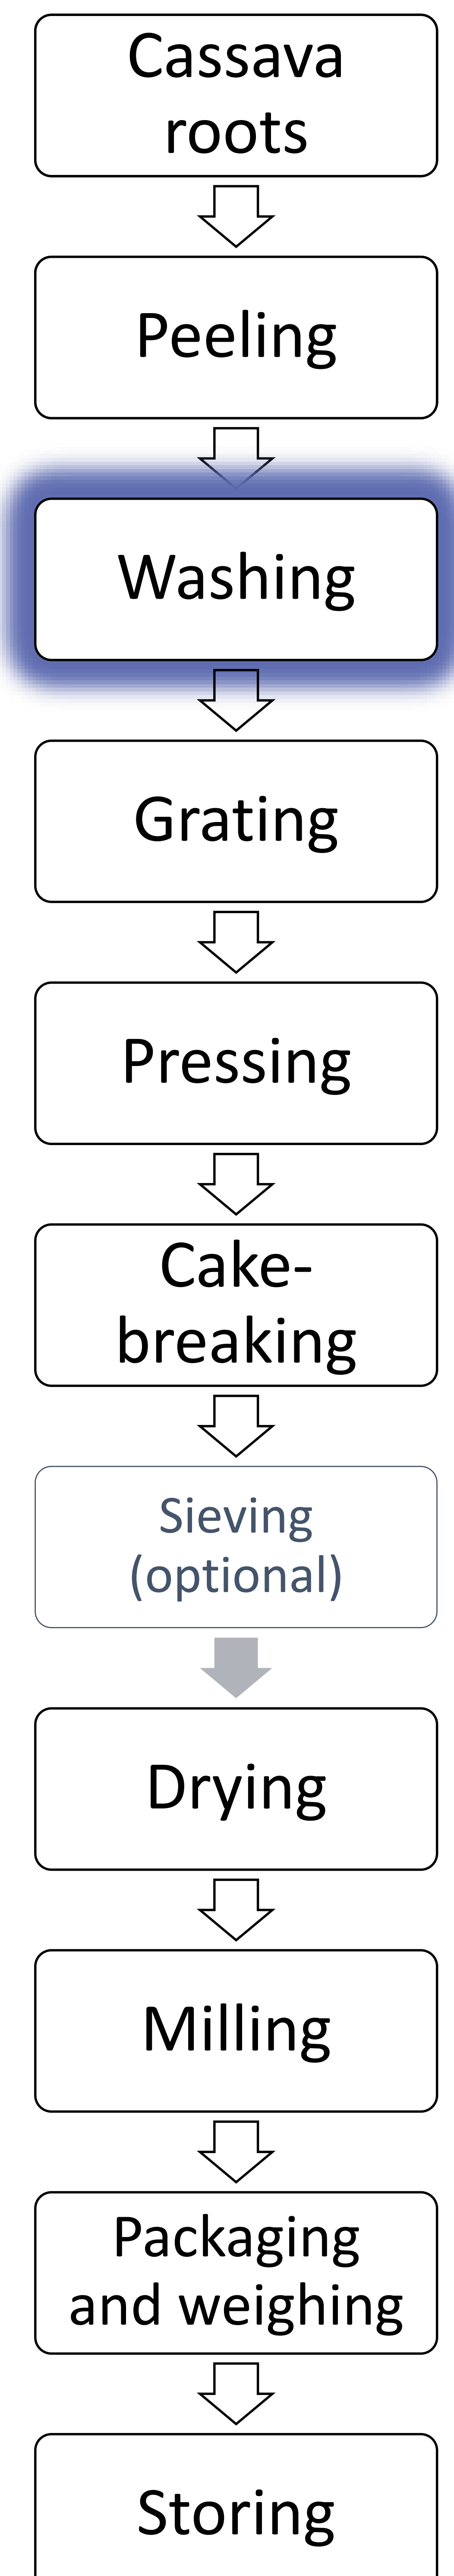 Cassava
roots
Peeling
Washing
Grating
Pressing
Cake-
breaking
Sieving
(optional)
Drying
Milling
Packaging
and weighing
Storing